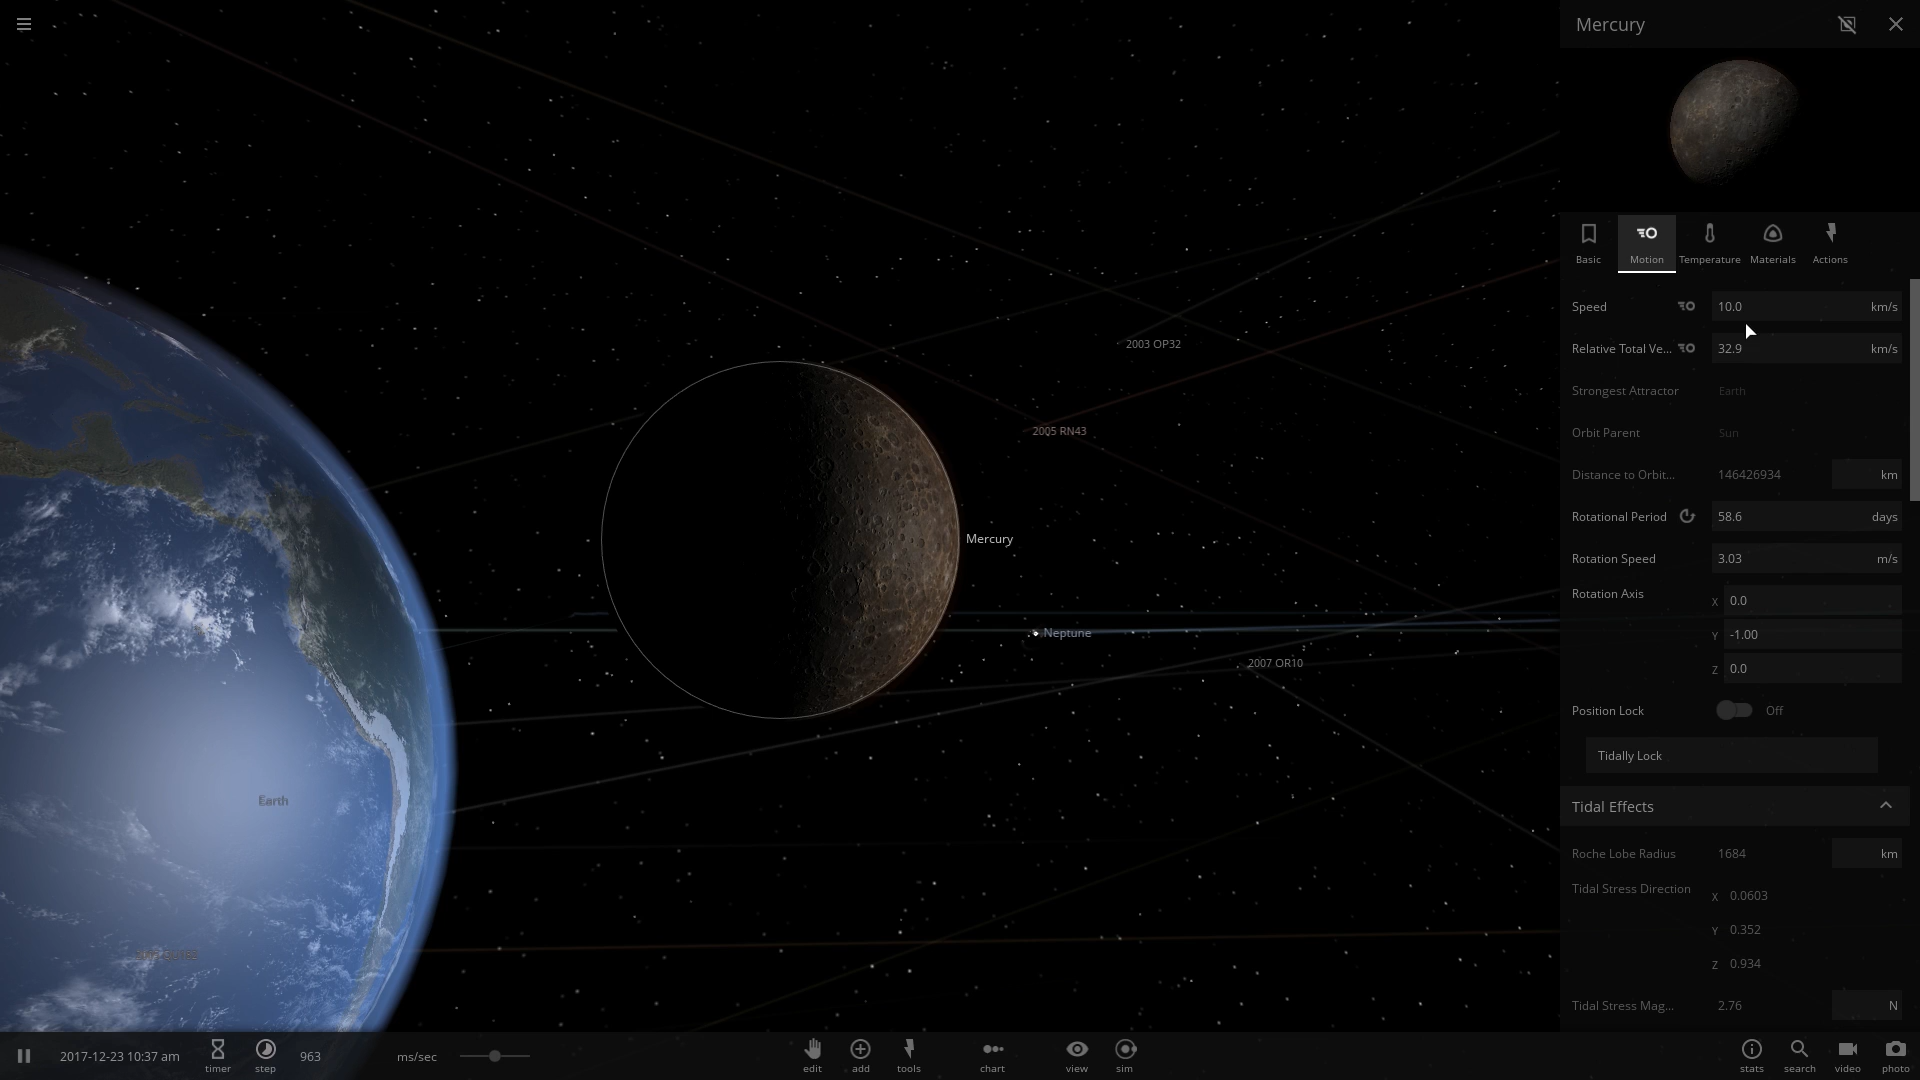 Mercury
Basic
Motion
Temperature
Materials
Actions
Speed 10.0 km/s
Relative Total Ve... 32.9 km/s
Strongest Attractor Earth
Orbit Parent Sun
Distance to Orbit... 146426934 km
Rotational Period 58.6 days
Rotation Speed 3.03 m/s
Rotation Axis X 0.0
Y -1.00
Z 0.0
Position Lock Off
Tidally Lock
Tidal Effects
Roche Lobe Radius 1684 km
Tidal Stress Direction X 0.0603
Y 0.352
Z 0.934
Tidal Stress Mag... 2.76 N
2003 OP32
2005 RN43
Mercury
Neptune
2007 OR10
Earth
2017-12-23 10:37 am
timer
step
963 ms/sec
edit
add
tools
chart
view
sim
stats
search
video
photo